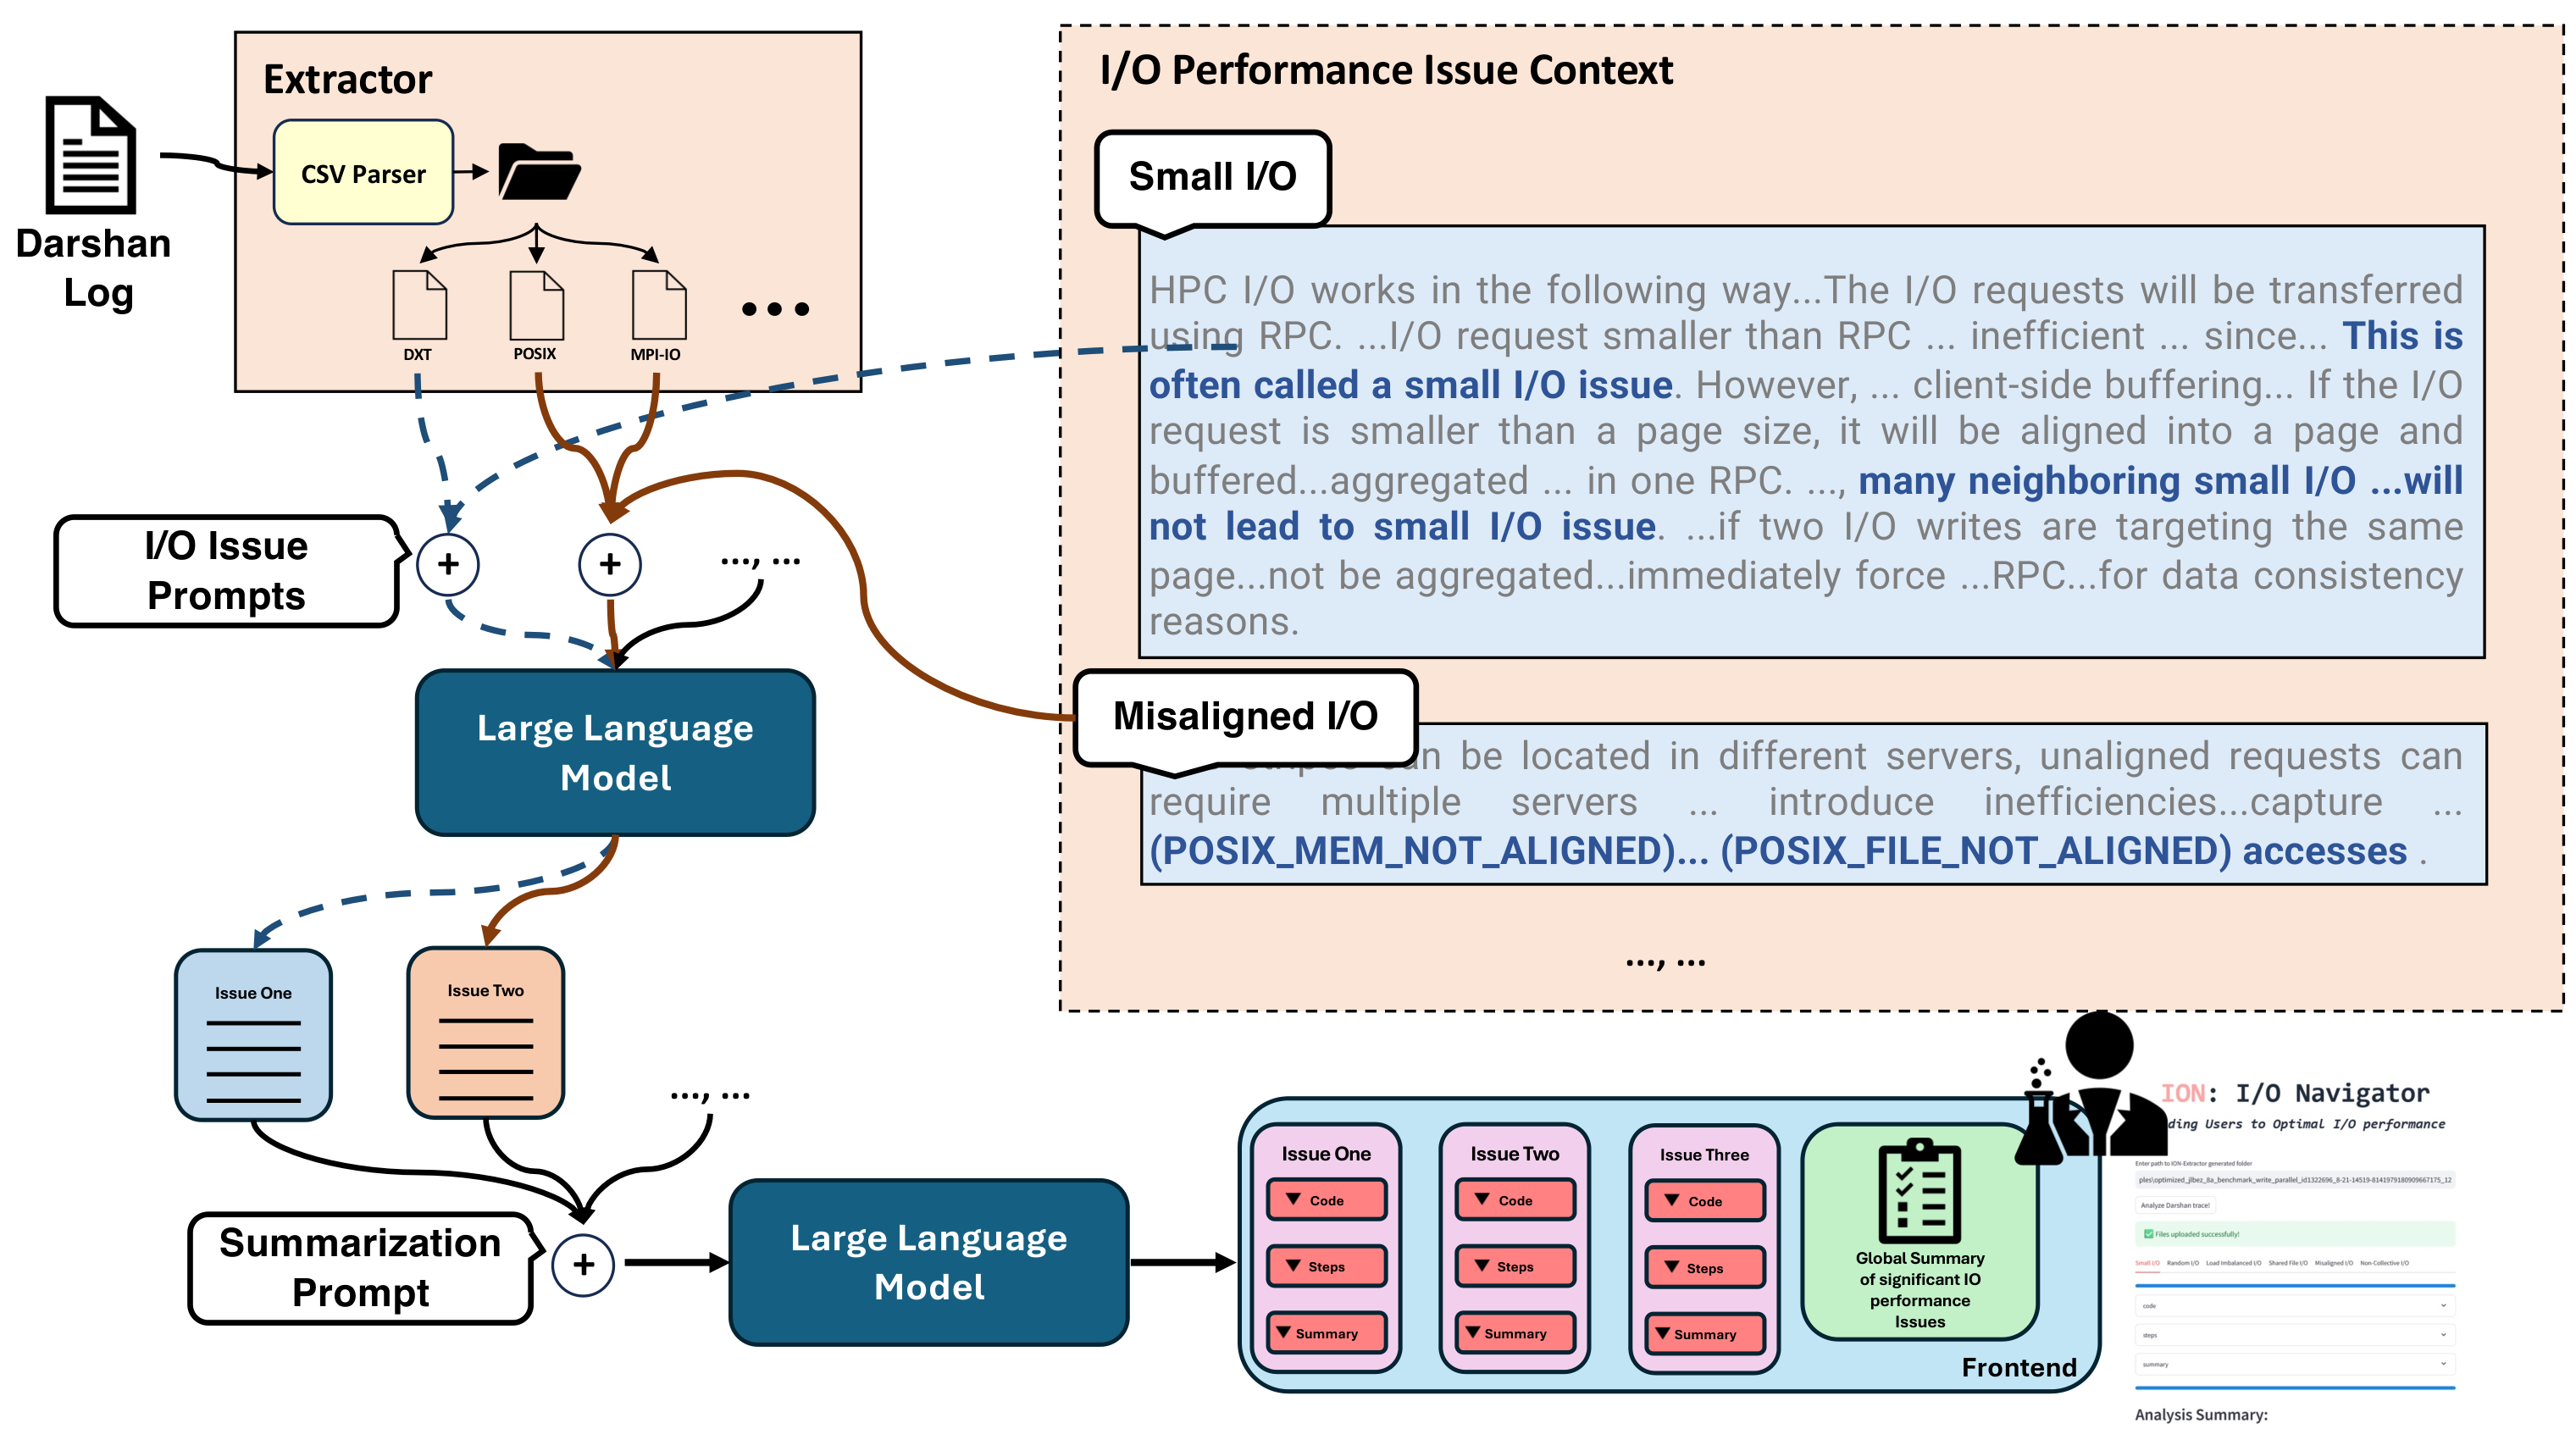 Extractor
CSV Parser
Darshan
Log
DXT
POSIX
MPI-IO
I/O Performance Issue Context
Small I/O
HPC I/O works in the following way...The I/O requests will be transferred
using RPC. ...I/O request smaller than RPC ... inefficient ... since... This is
often called a small I/O issue. However, ... client-side buffering... If the I/O
request is smaller than a page size, it will be aligned into a page and
buffered...aggregated ... in one RPC. ..., many neighboring small I/O ...will
not lead to small I/O issue. ...if two I/O writes are targeting the same
page...not be aggregated...immediately force ...RPC...for data consistency
reasons.
Misaligned I/O
be located in different servers, unaligned requests can
require multiple servers ... introduce inefficiencies...capture ...
(POSIX_MEM_NOT_ALIGNED)... (POSIX_FILE_NOT_ALIGNED) accesses .
..., ...
I/O Issue
Prompts
+
+
..., ...
Large Language
Model
Issue One
Issue Two
..., ...
Summarization
Prompt
+
Large Language
Model
Issue One
Code
Steps
Summary
Issue Two
Code
Steps
Summary
Issue Three
Code
Steps
Summary
Global Summary
of significant IO
performance
Issues
Frontend
ION: I/O Navigator
Users to Optimal I/O performance
Enter path to ION-Extractor generated folder
ples\optimized_jlbez_8a_benchmark_write_parallel_id1322696_8-21-14519-8141979180909667175_12
Analyze Darshan trace!
Files uploaded successfully!
Small I/O Random I/O Load Imbalanced I/O Shared File I/O Misaligned I/O Non-Collective I/O
code
steps
summary
Analysis Summary: